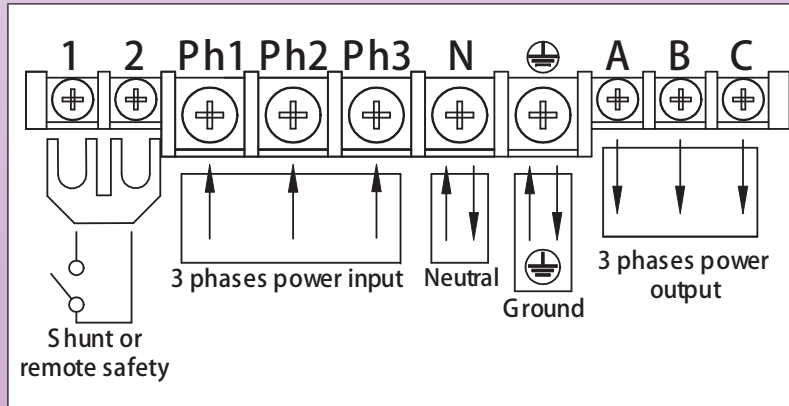 1 2 Ph1 Ph2 Ph3 N A B C
3 phases power input
Neutral
Ground
3 phases power
output
Shunt or
remote safety